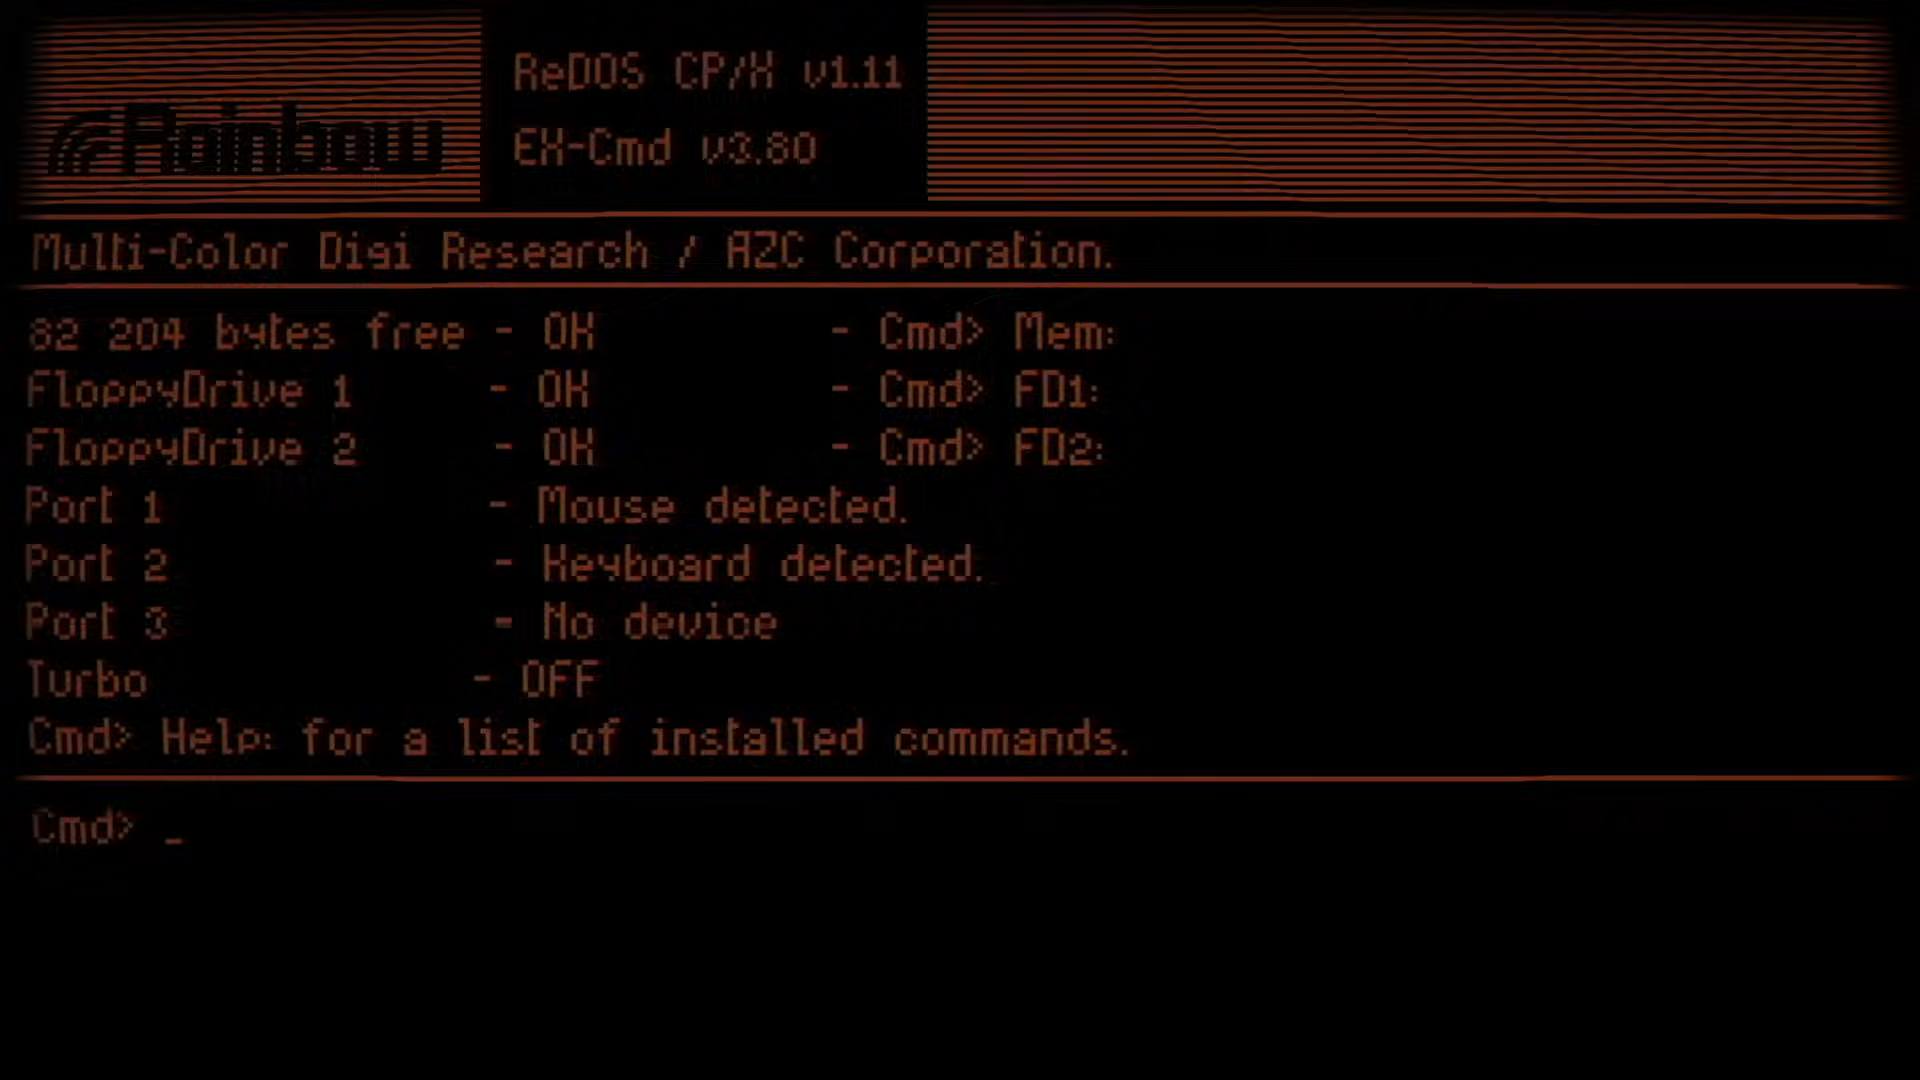 Rainbow
ReDOS CP/X v1.11
EX-Cmd v3.80
Multi-Color Digi Research / AZC Corporation.
82 204 bytes free - OK - Cmd> Mem:
FloppyDrive 1 - OK - Cmd> FD1:
FloppyDrive 2 - OK - Cmd> FD2:
Port 1 - Mouse detected.
Port 2 - Keyboard detected.
Port 3 - No device
Turbo - OFF
Cmd> Help: for a list of installed commands.
Cmd> _